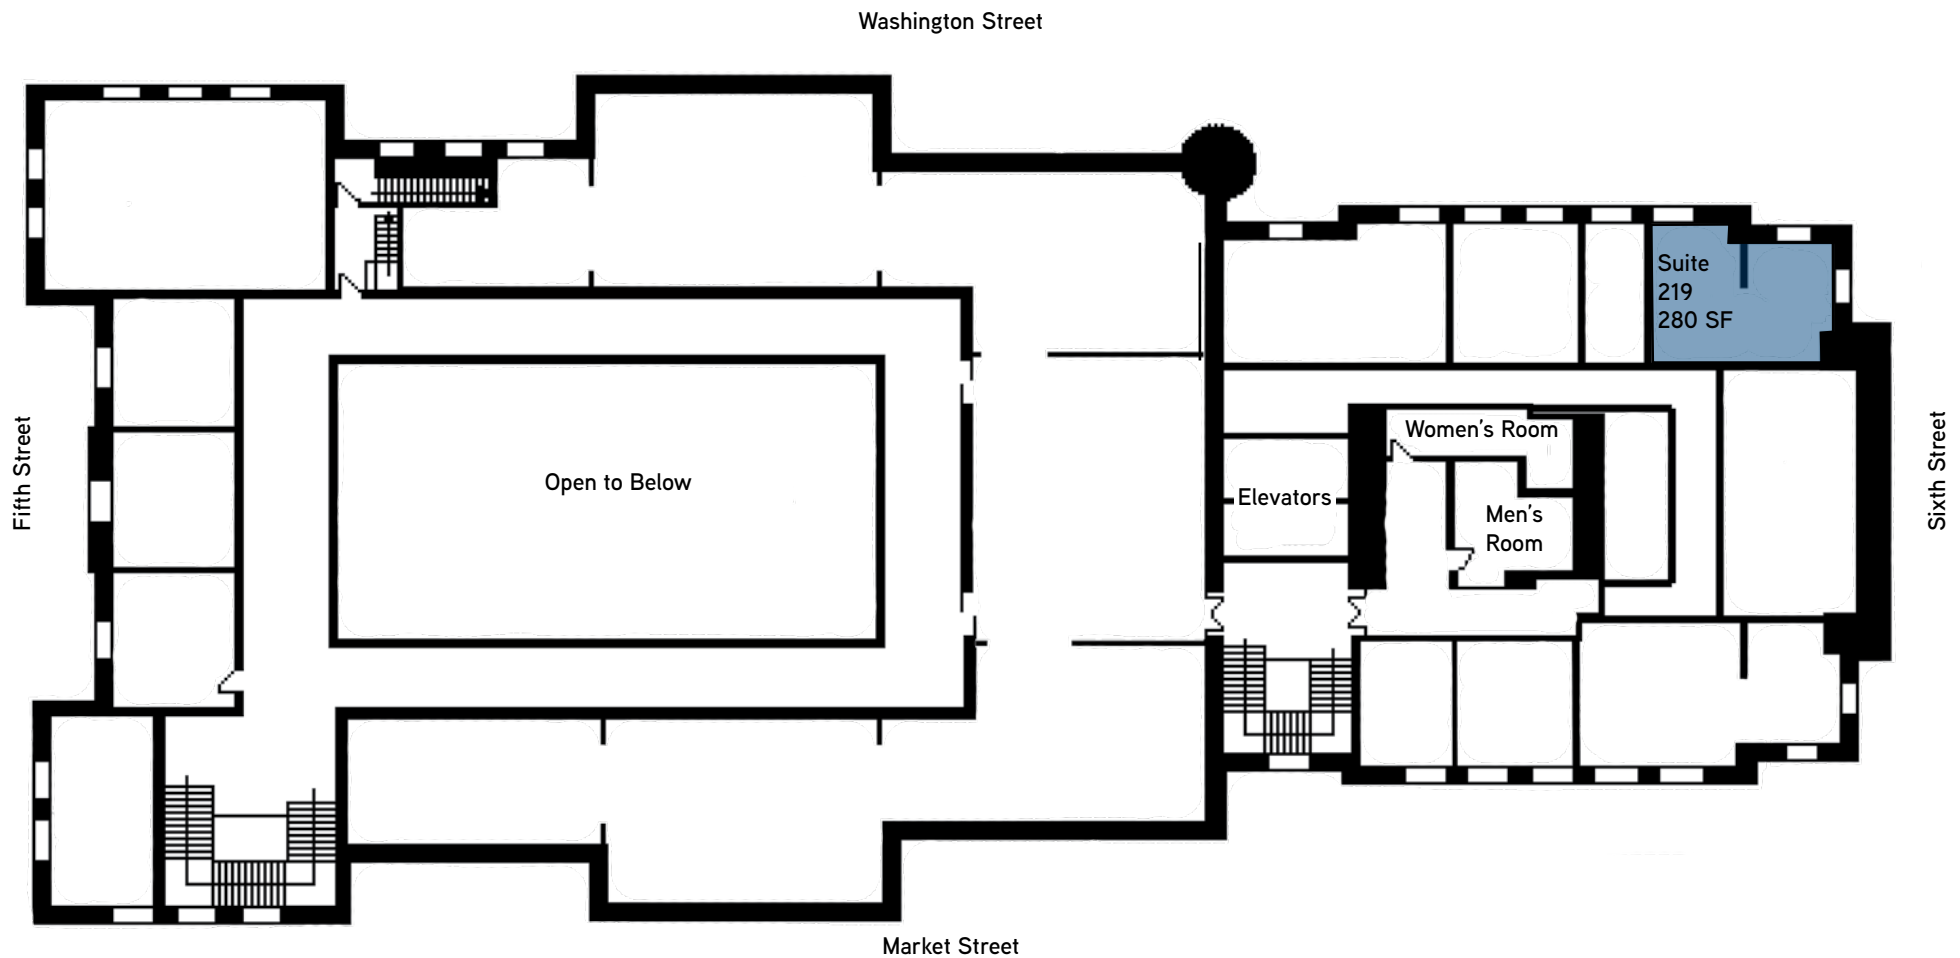 Washington Street
Suite
219
280 SF
Women's Room
Fifth Street
Open to Below
Elevators
Men's
Room
Sixth Street
Market Street